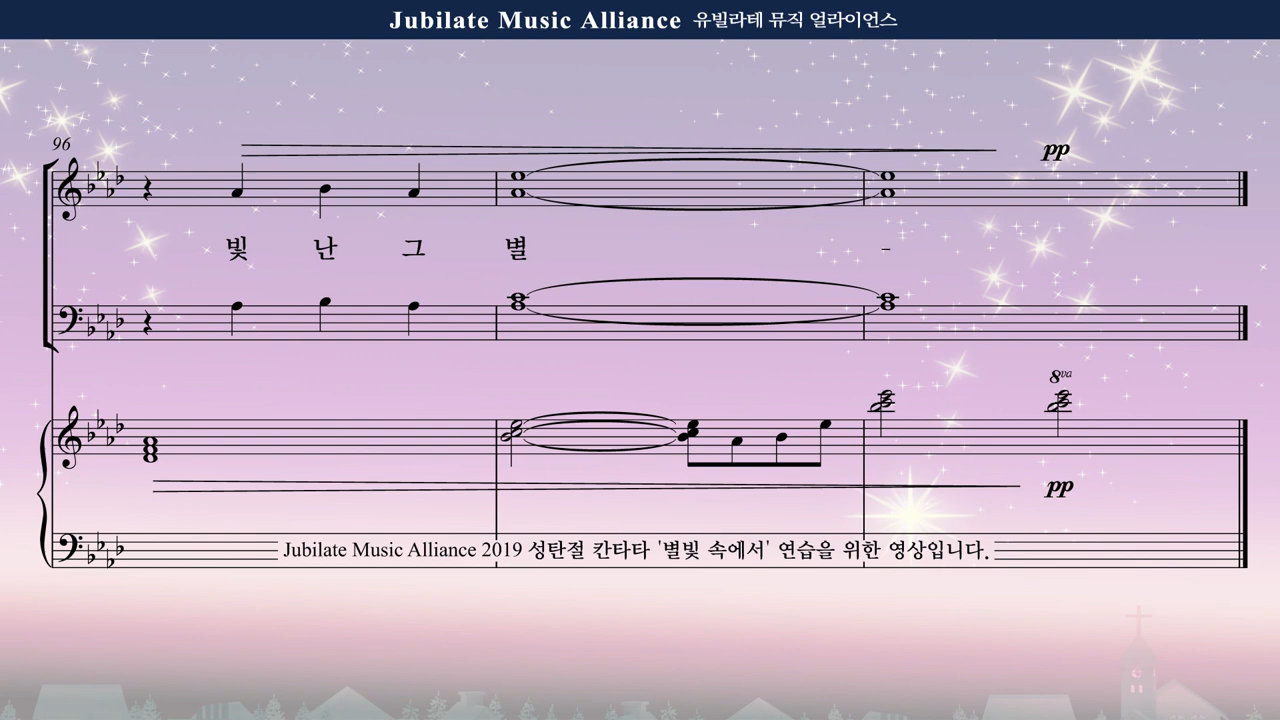 Jubilate Music Alliance 유빌라테 뮤직 얼라이언스
96
pp
빛 난 그 별 -
8va
pp
Jubilate Music Alliance 2019 성탄절 칸타타 '별빛 속에서' 연습을 위한 영상입니다.